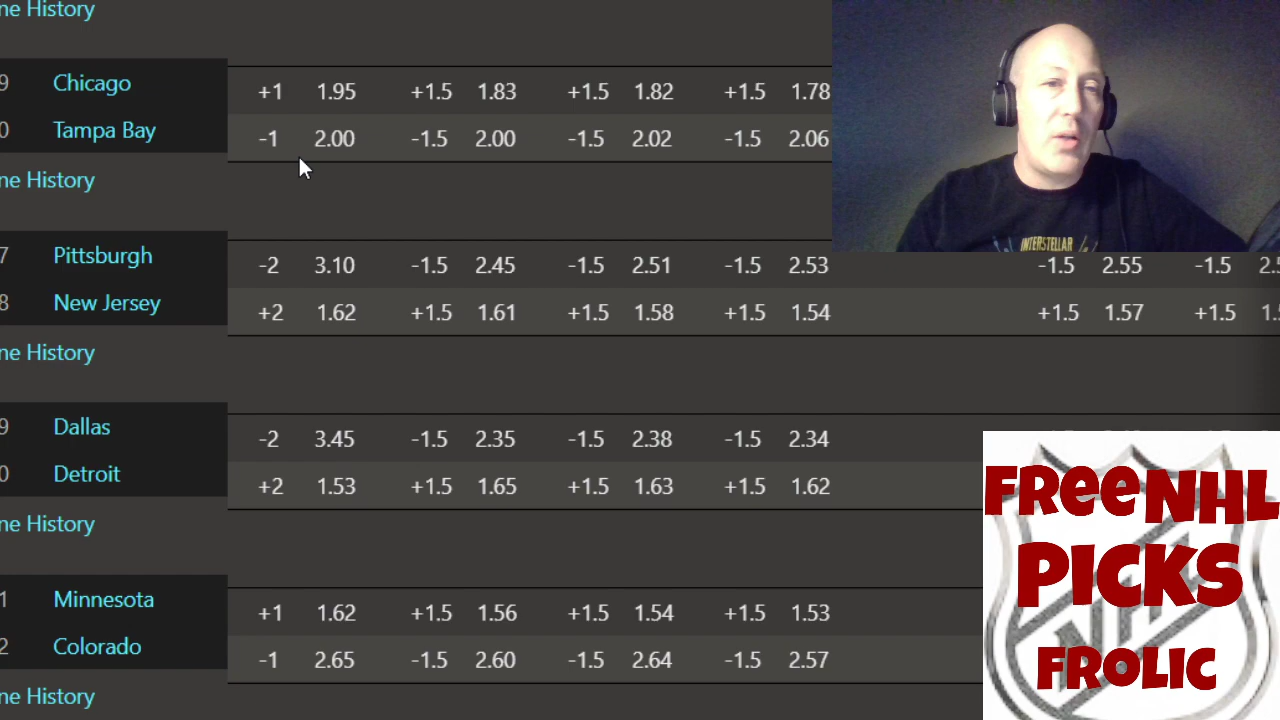 ne History
9 Chicago +1 1.95 +1.5 1.83 +1.5 1.82 +1.5 1.78
0 Tampa Bay -1 2.00 -1.5 2.00 -1.5 2.02 -1.5 2.06
ne History
7 Pittsburgh -2 3.10 -1.5 2.45 -1.5 2.51 -1.5 2.53 -1.5 2.55 -1.5
8 New Jersey +2 1.62 +1.5 1.61 +1.5 1.58 +1.5 1.54 +1.5 1.57 +1.5
ne History
9 Dallas -2 3.45 -1.5 2.35 -1.5 2.38 -1.5 2.34
0 Detroit +2 1.53 +1.5 1.65 +1.5 1.63 +1.5 1.62
ne History
1 Minnesota +1 1.62 +1.5 1.56 +1.5 1.54 +1.5 1.53
2 Colorado -1 2.65 -1.5 2.60 -1.5 2.64 -1.5 2.57
ne History
INTERSTELLAR
FREE NHL
PICKS
FROLIC
NHL